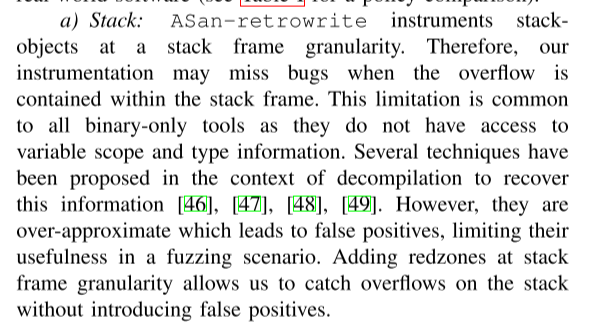 a) Stack: ASan-retrowrite instruments stack-
objects at a stack frame granularity. Therefore, our
instrumentation may miss bugs when the overflow is
contained within the stack frame. This limitation is common
to all binary-only tools as they do not have access to
variable scope and type information. Several techniques have
been proposed in the context of decompilation to recover
this information [46], [47], [48], [49]. However, they are
over-approximate which leads to false positives, limiting their
usefulness in a fuzzing scenario. Adding redzones at stack
frame granularity allows us to catch overflows on the stack
without introducing false positives.